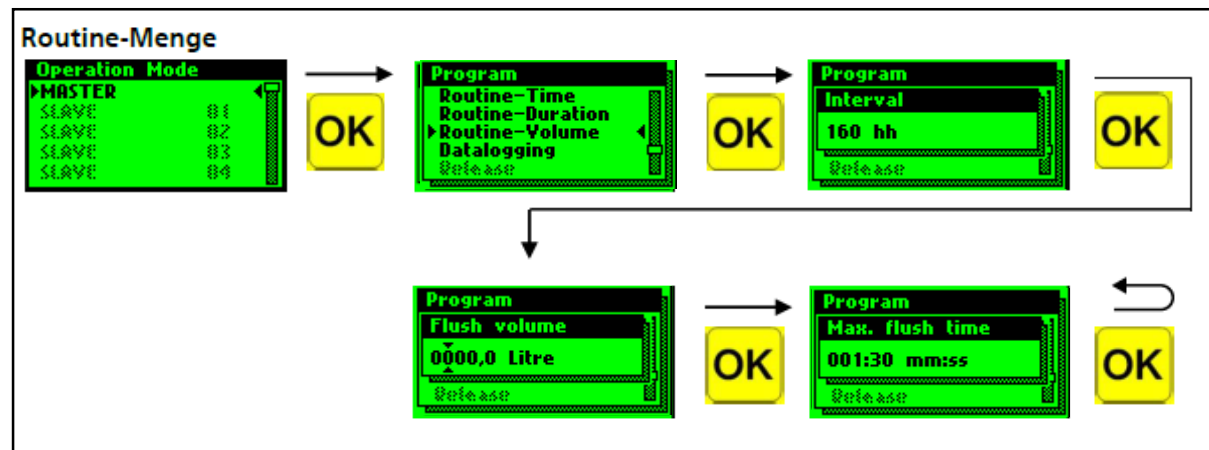 Routine-Menge
Operation Mode
MASTER
SLAVE 01
SLAVE 02
SLAVE 03
SLAVE 04
OK
Program
Routine-Time
Routine-Duration
Routine-Volume
Datalogging
Release
OK
Program
Interval
160 hh
Release
OK
Program
Flush volume
0000,0 Litre
Release
OK
Program
Max. flush time
001:30 mm:ss
Release
OK